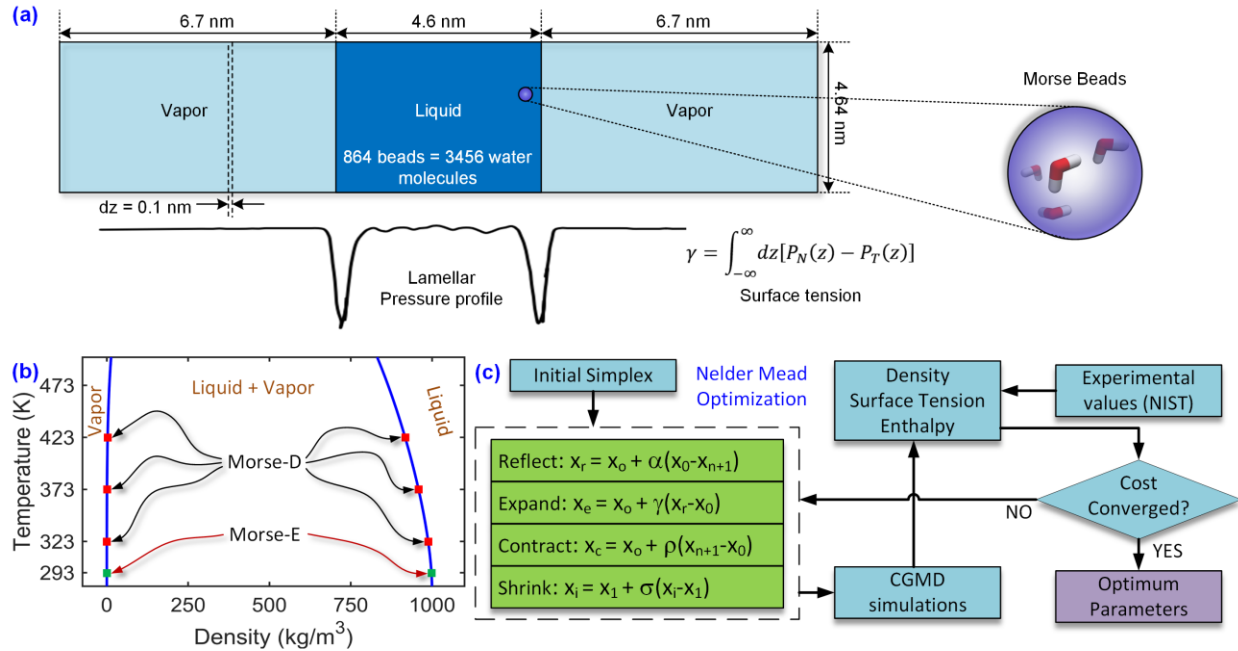 (a)
6.7 nm
4.6 nm
6.7 nm
Vapor
Liquid
Vapor
864 beads = 3456 water
molecules
4.64 nm
Morse Beads
dz = 0.1 nm
Lamellar
Pressure profile
γ = ∫_{-∞}^{∞} dz[P_N(z) − P_T(z)]
Surface tension
(b)
Temperature (K)
473
423
373
323
293
Vapor
Liquid + Vapor
Liquid
Morse-D
Morse-E
0
250
500
750
1000
Density (kg/m³)
(c)
Initial Simplex
Nelder Mead
Optimization
Reflect: x_r = x_o + α(x_0-x_{n+1})
Expand: x_e = x_o + γ(x_r-x_0)
Contract: x_c = x_o + ρ(x_{n+1}-x_0)
Shrink: x_i = x_1 + σ(x_i-x_1)
Density
Surface Tension
Enthalpy
Experimental
values (NIST)
Cost
Converged?
NO
YES
CGMD
simulations
Optimum
Parameters